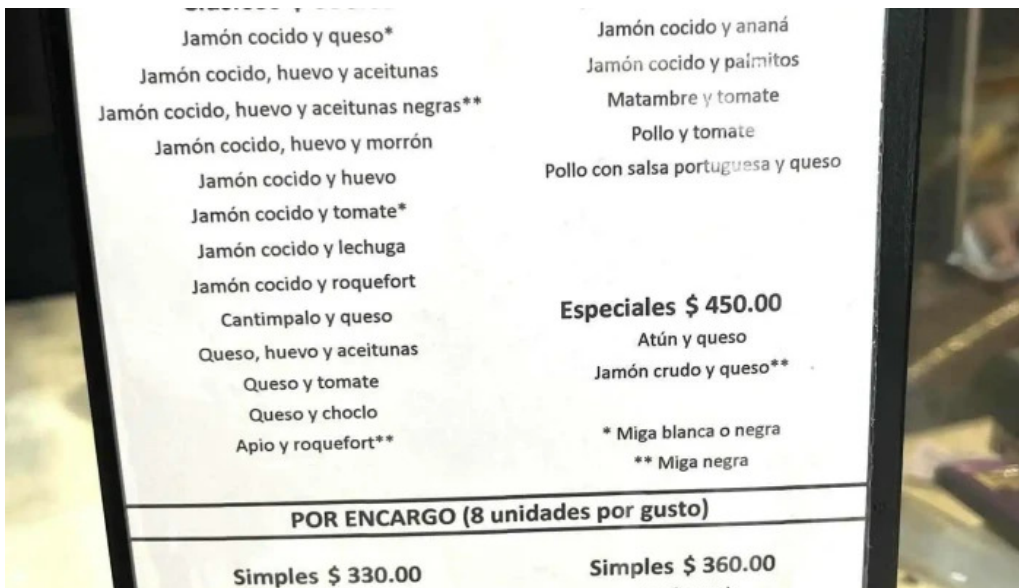 Jamón cocido y queso*
Jamón cocido, huevo y aceitunas
Jamón cocido, huevo y aceitunas negras**
Jamón cocido, huevo y morrón
Jamón cocido y huevo
Jamón cocido y tomate*
Jamón cocido y lechuga
Jamón cocido y roquefort
Cantimpalo y queso
Queso, huevo y aceitunas
Queso y tomate
Queso y choclo
Apio y roquefort**
Jamón cocido y ananá
Jamón cocido y palmitos
Matambre y tomate
Pollo y tomate
Pollo con salsa portuguesa y queso
Especiales $ 450.00
Atún y queso
Jamón crudo y queso**
* Miga blanca o negra
** Miga negra
POR ENCARGO (8 unidades por gusto)
Simples $ 330.00
Simples $ 360.00